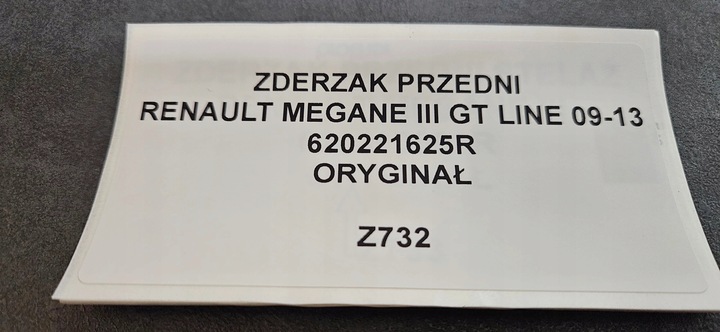 ZDERZAK PRZEDNI
RENAULT MEGANE III GT LINE 09-13
620221625R
ORYGINAŁ
Z732